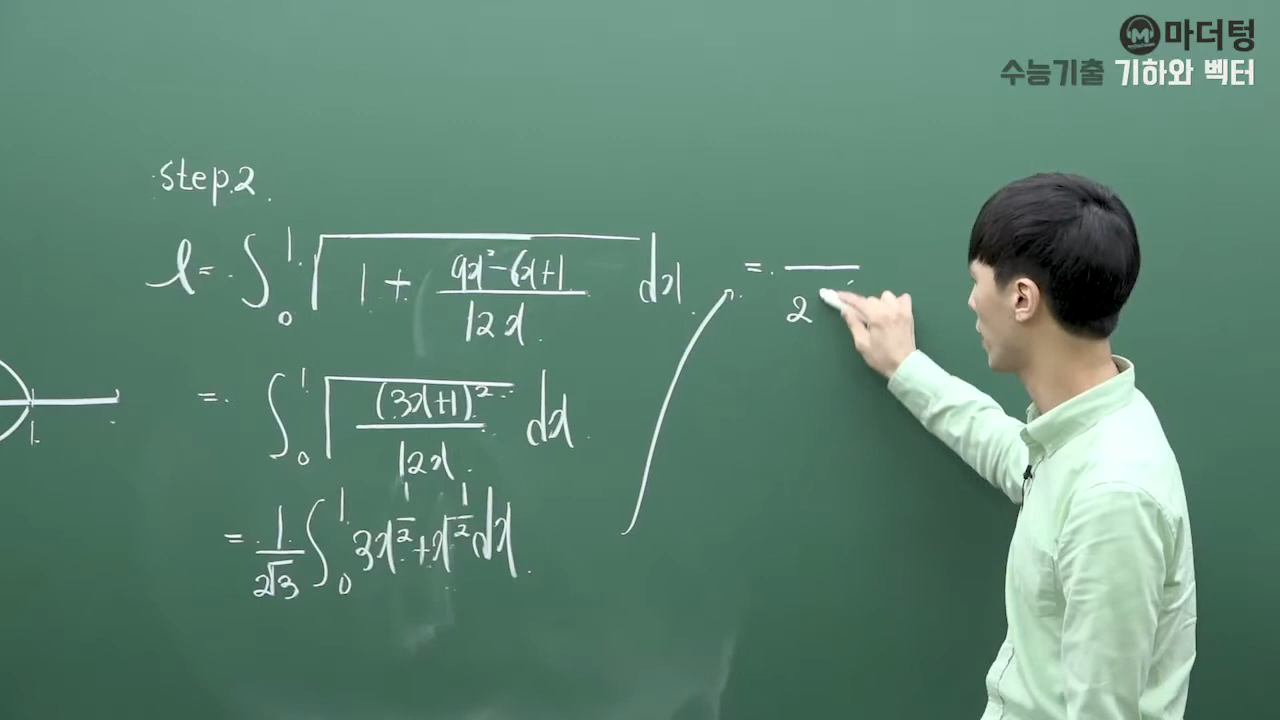 마더텅
수능기출 기하와 벡터
step.2
l = ∫₀¹ √(1 + (9x² - 6x + 1)/(12x)) dx
= ∫₀¹ √((3x+1)²/(12x)) dx
= 1/(2√3) ∫₀¹ 3x^(1/2) + x^(-1/2) dx
= 2
1